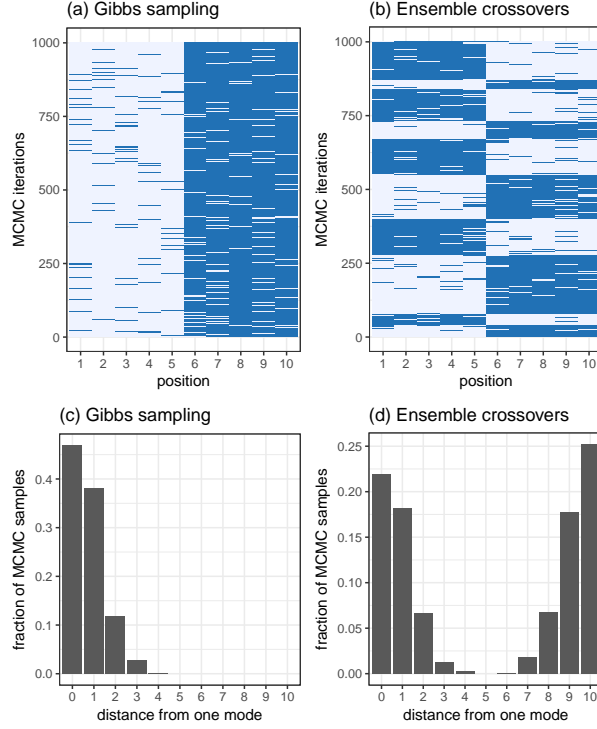 (a) Gibbs sampling
MCMC iterations
1000
750
500
250
0
1 2 3 4 5 6 7 8 9 10
position
(b) Ensemble crossovers
MCMC iterations
1000
750
500
250
0
1 2 3 4 5 6 7 8 9 10
position
(c) Gibbs sampling
fraction of MCMC samples
0.4
0.3
0.2
0.1
0.0
0 1 2 3 4 5 6 7 8 9 10
distance from one mode
(d) Ensemble crossovers
fraction of MCMC samples
0.25
0.20
0.15
0.10
0.05
0.00
0 1 2 3 4 5 6 7 8 9 10
distance from one mode